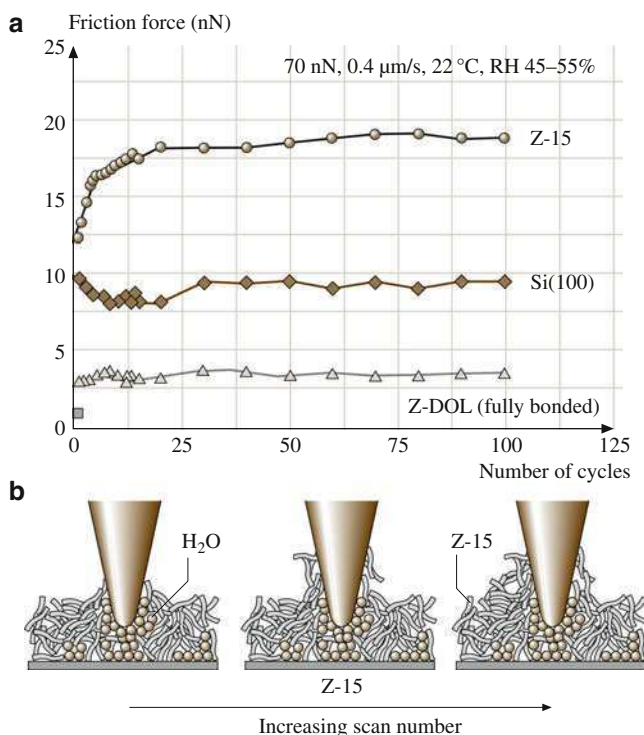 a
Friction force (nN)
25
20
15
10
5
0
70 nN, 0.4 μm/s, 22 °C, RH 45–55%
Z-15
Si(100)
Z-DOL (fully bonded)
0 25 50 75 100 125
Number of cycles
b
H₂O
Z-15
Z-15
Increasing scan number